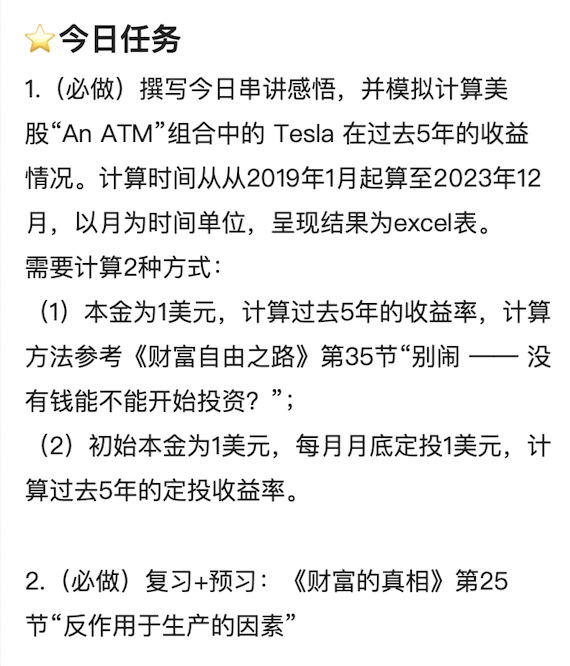 ⭐今日任务
1.（必做）撰写今日串讲感悟，并模拟计算美
股“An ATM”组合中的 Tesla 在过去5年的收益
情况。计算时间从从2019年1月起算至2023年12
月，以月为时间单位，呈现结果为excel表。
需要计算2种方式：
（1）本金为1美元，计算过去5年的收益率，计算
方法参考《财富自由之路》第35节“别闹 —— 没
有钱能不能开始投资？”；
（2）初始本金为1美元，每月月底定投1美元，计
算过去5年的定投收益率。
2.（必做）复习+预习：《财富的真相》第25
节“反作用于生产的因素”